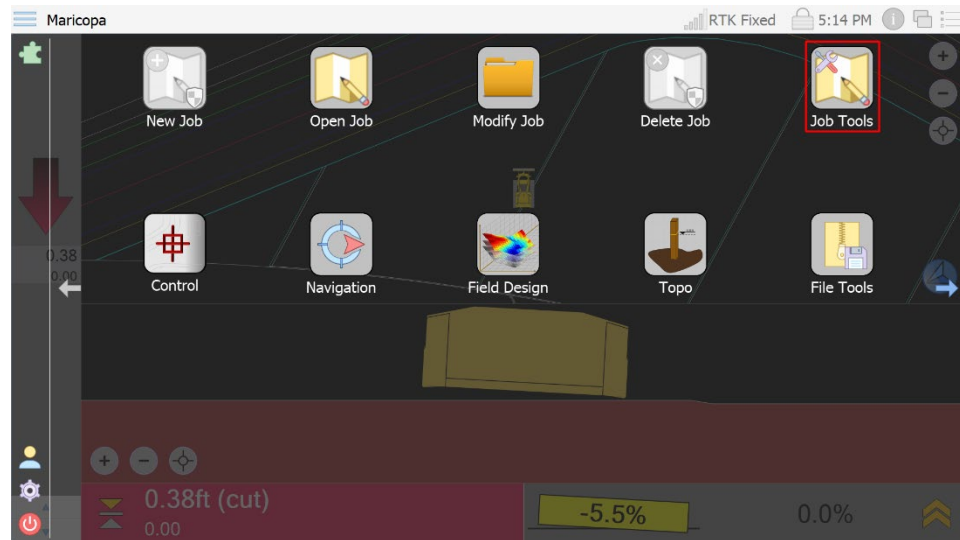 Maricopa
RTK Fixed
5:14 PM
New Job
Open Job
Modify Job
Delete Job
Job Tools
0.38
0.00
Control
Navigation
Field Design
Topo
File Tools
0.38ft (cut)
0.00
-5.5%
0.0%